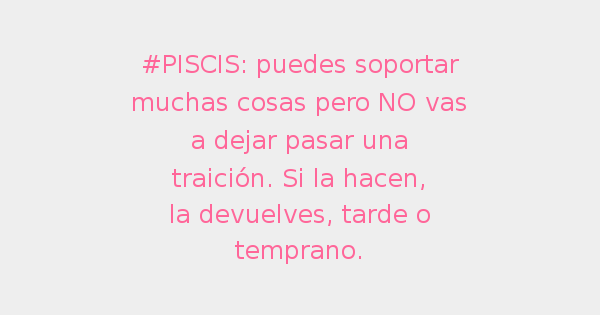 #PISCIS: puedes soportar
muchas cosas pero NO vas
a dejar pasar una
traición. Si la hacen,
la devuelves, tarde o
temprano.